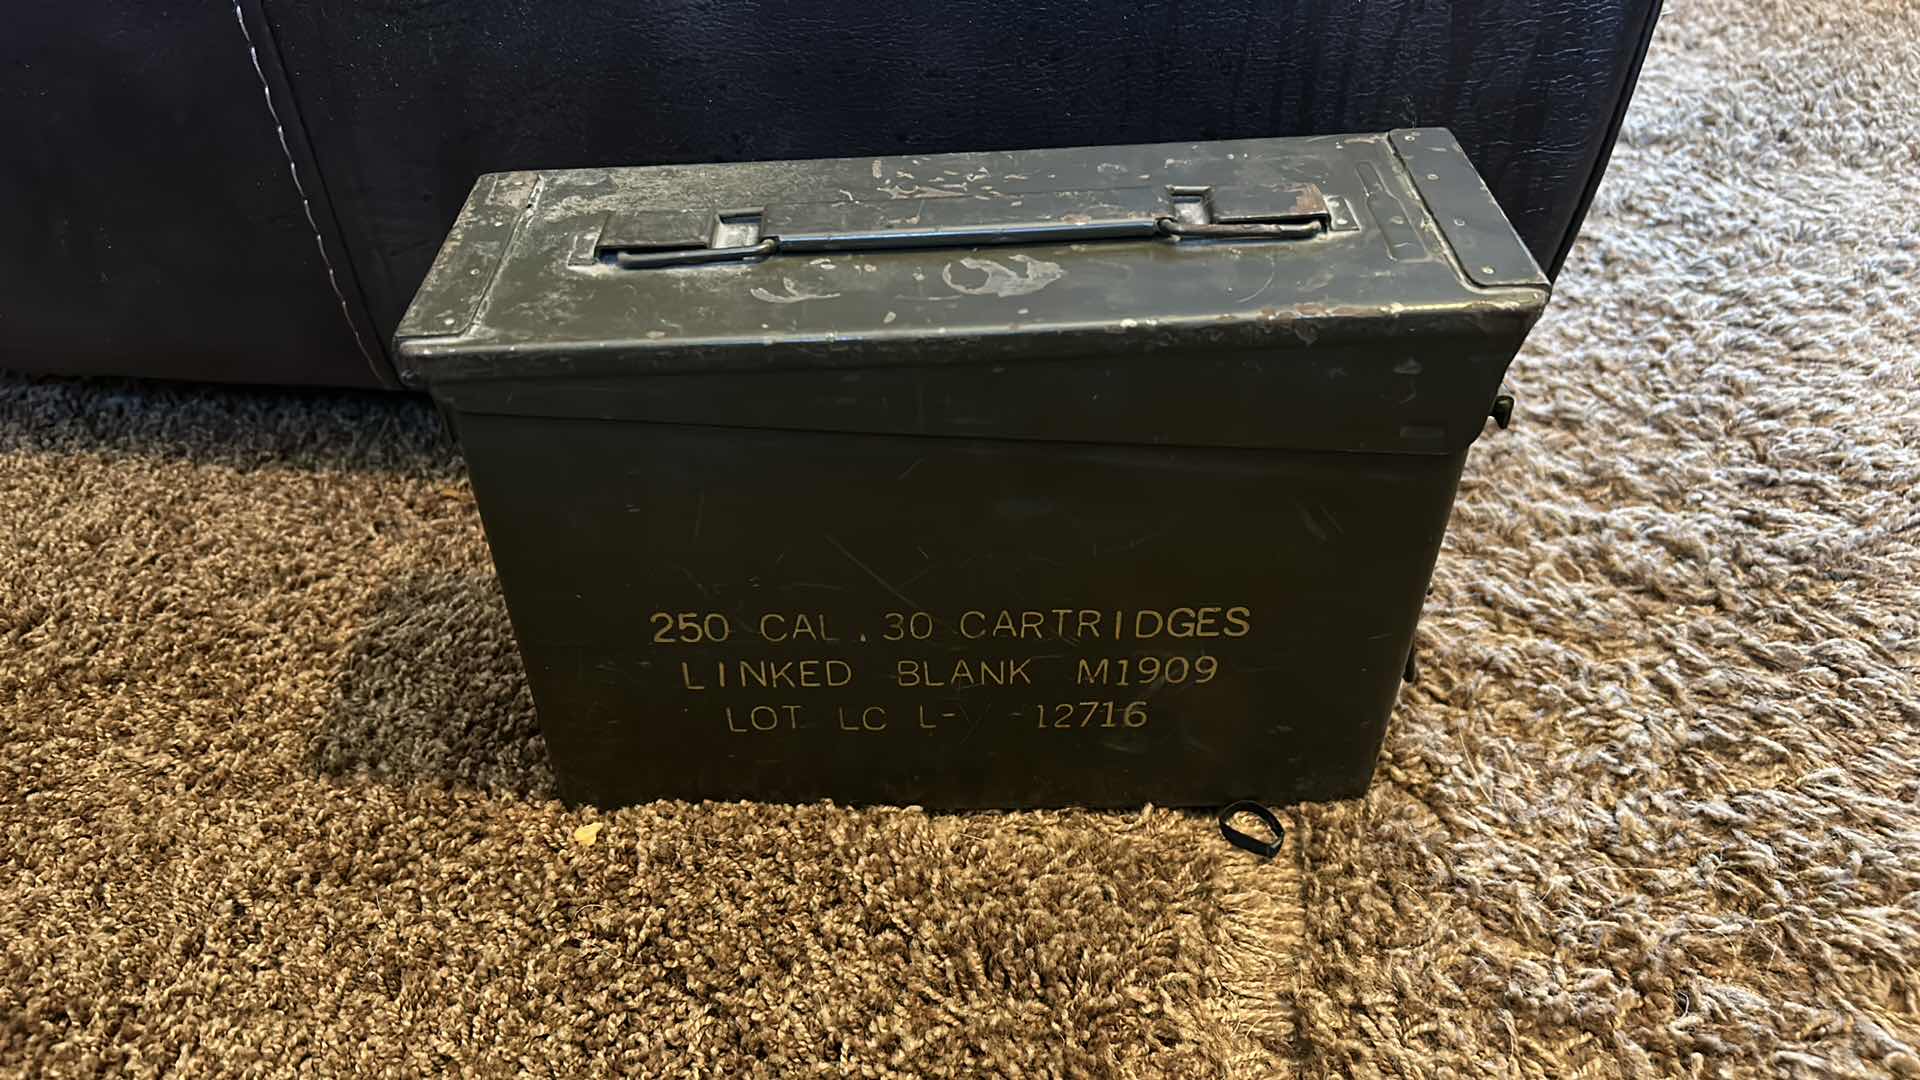 250 CAL .30 CARTRIDGES
LINKED BLANK M1909
LOT LC L- -12716